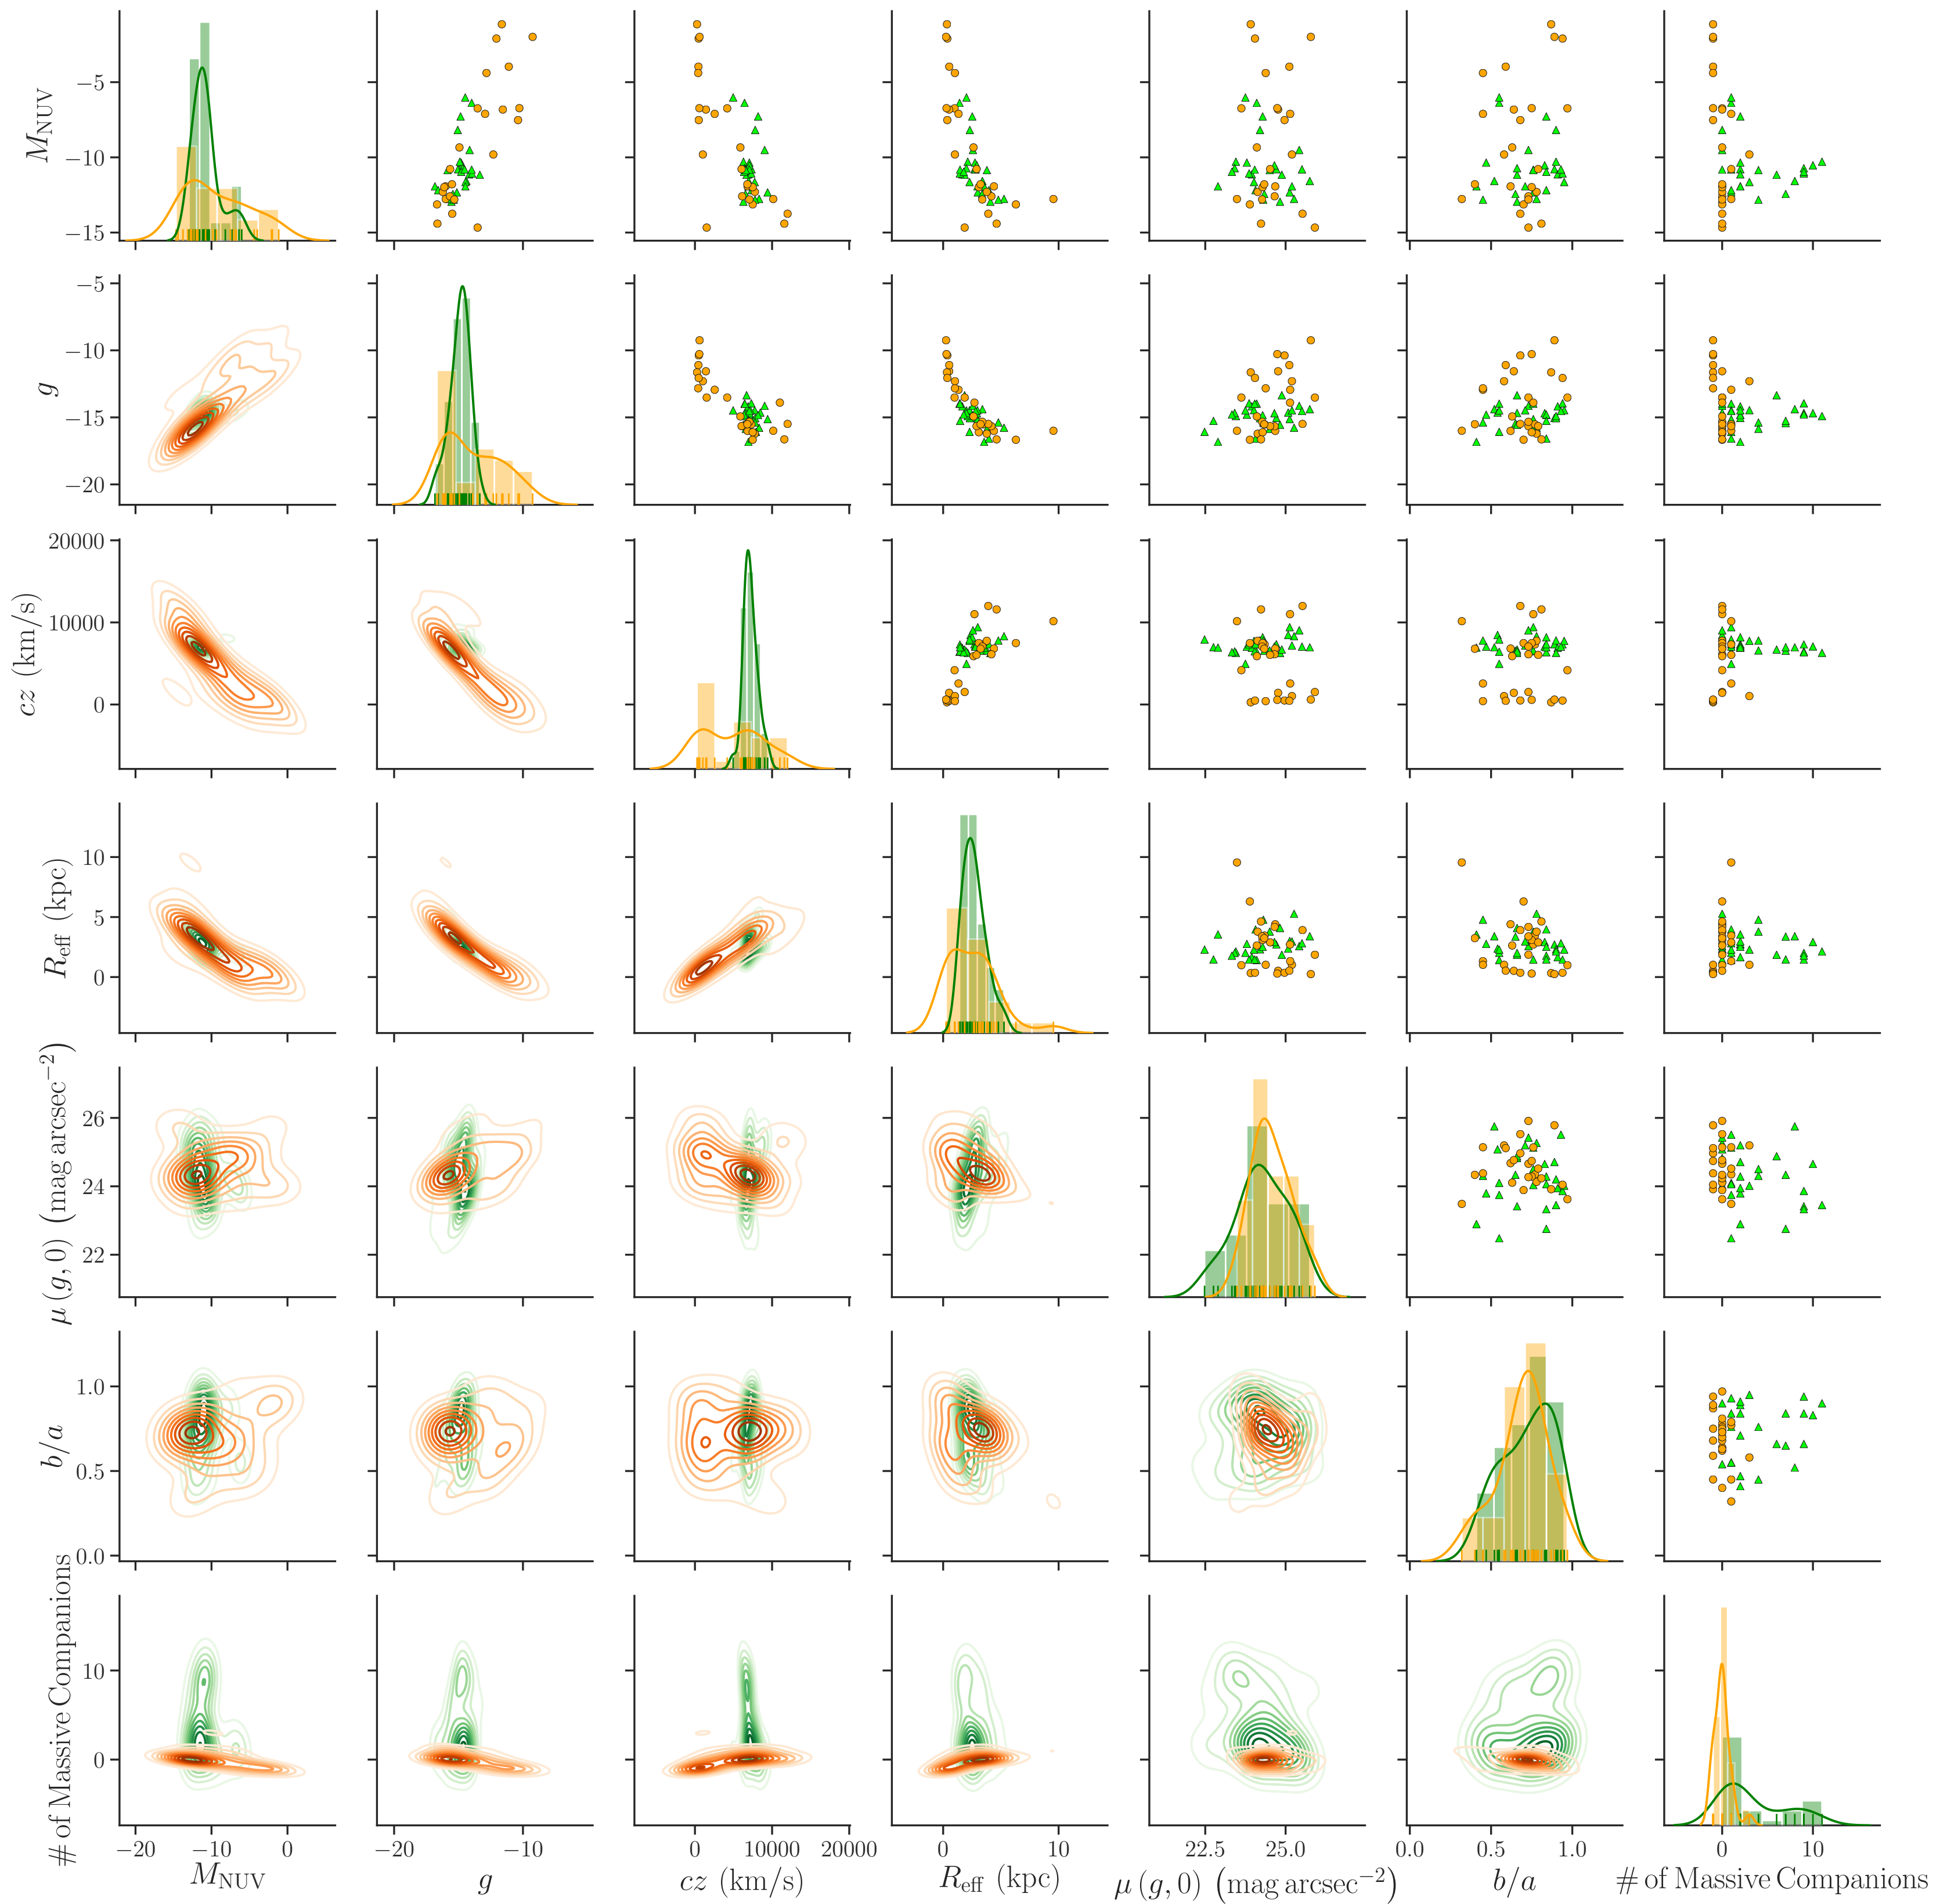 M_NUV
−5
−10
−15
g
−5
−10
−15
−20
cz (km/s)
20000
10000
0
R_eff (kpc)
10
5
0
μ(g, 0) (mag arcsec⁻²)
26
24
22
b/a
1.0
0.5
0.0
# of Massive Companions
10
0
−20 −10 0
−20 −10
0 10000 20000
0 10
22.5 25.0
0.0 0.5 1.0
0 10
M_NUV
g
cz (km/s)
R_eff (kpc)
μ(g, 0) (mag arcsec⁻²)
b/a
# of Massive Companions